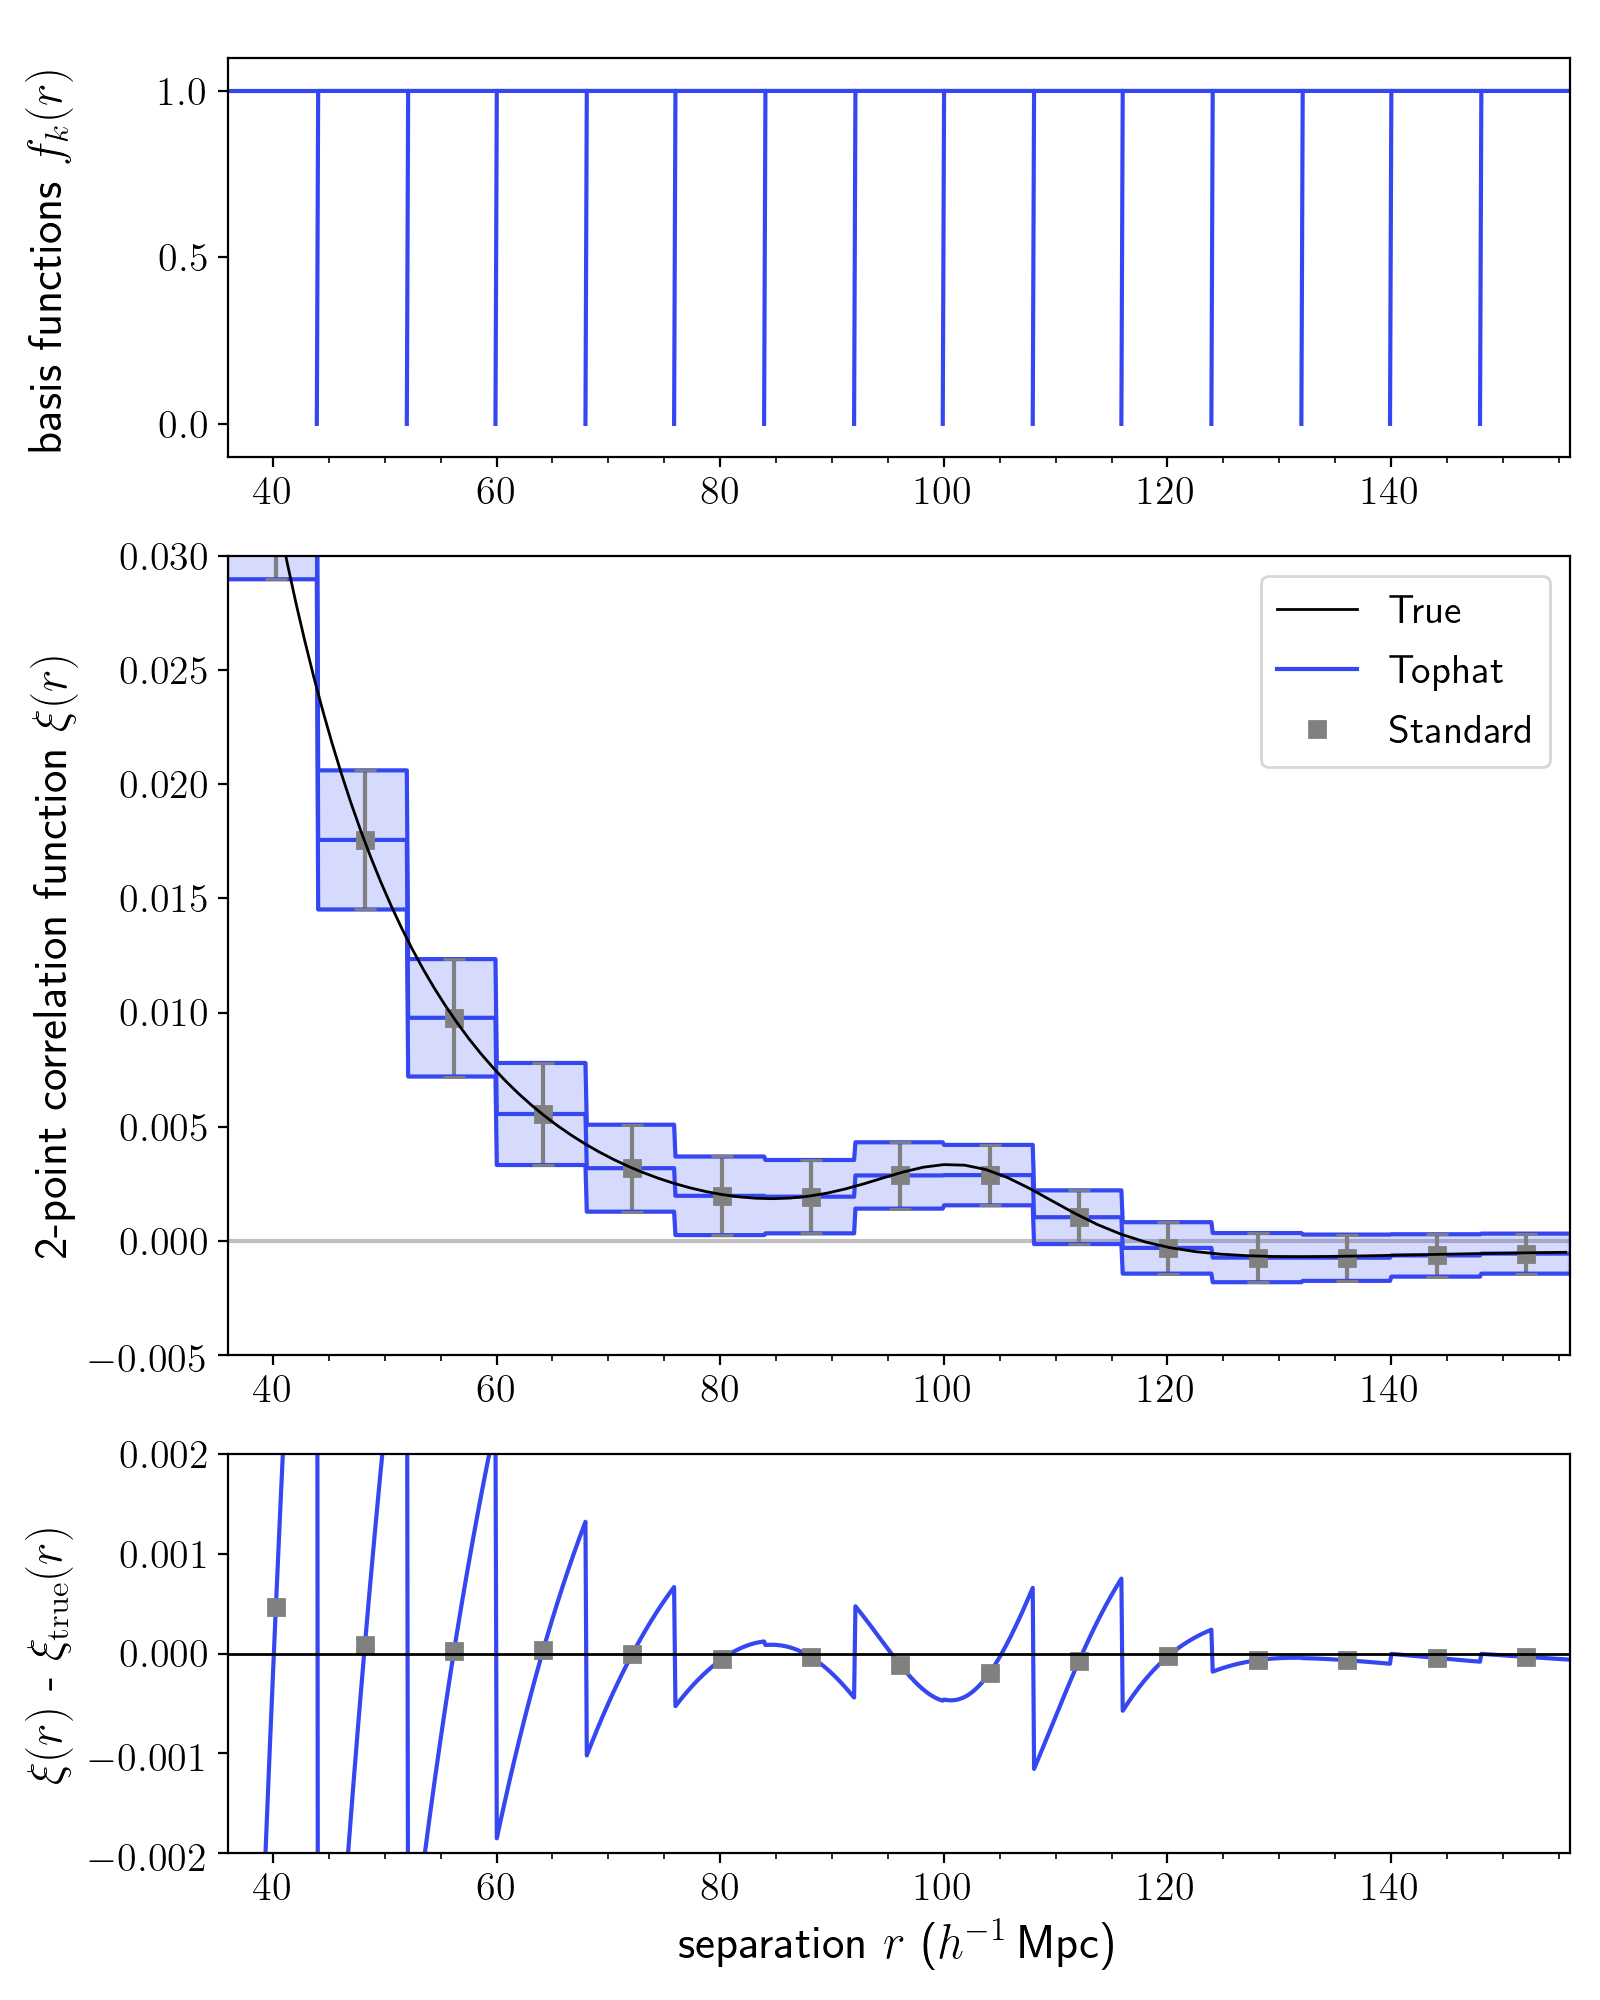 basis functions f_k(r)
1.0
0.5
0.0
40 60 80 100 120 140
2-point correlation function ξ(r)
0.030
0.025
0.020
0.015
0.010
0.005
0.000
−0.005
True
Tophat
Standard
40 60 80 100 120 140
ξ(r) - ξ_true(r)
0.002
0.001
0.000
−0.001
−0.002
40 60 80 100 120 140
separation r (h⁻¹ Mpc)